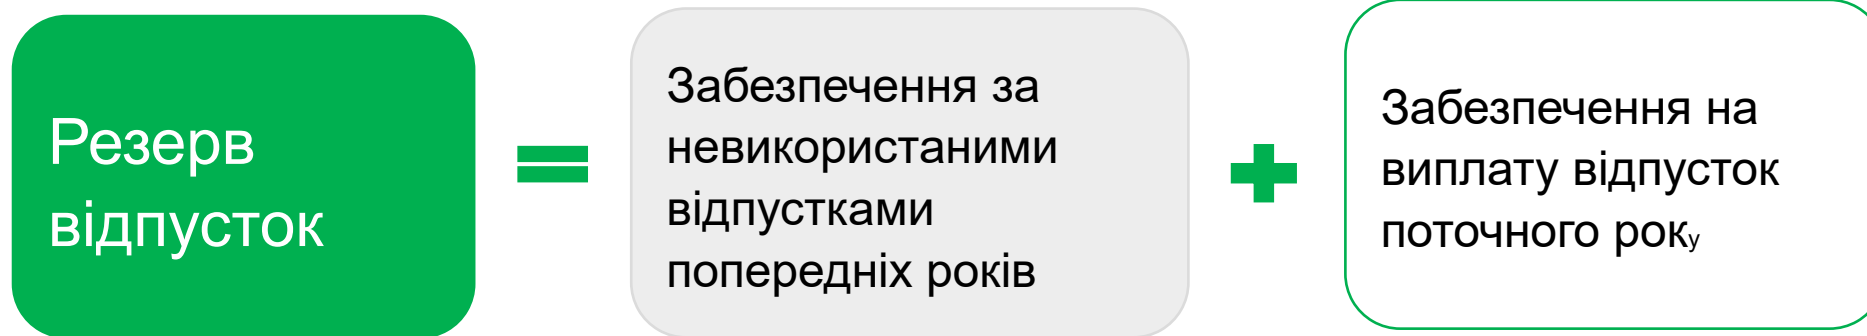 Резерв
відпусток
Забезпечення за
невикористаними
відпустками
попередніх років
Забезпечення на
виплату відпусток
поточного року